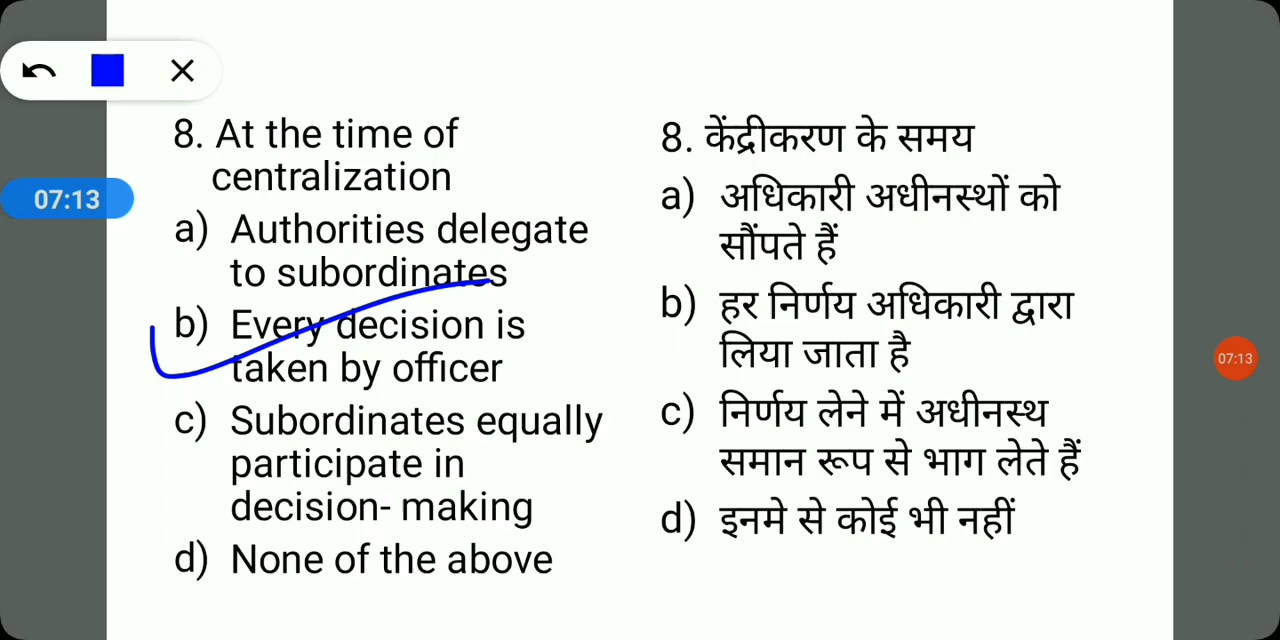 07:13
8. At the time of
centralization
a) Authorities delegate
to subordinates
b) Every decision is
taken by officer
c) Subordinates equally
participate in
decision- making
d) None of the above
8. केंद्रीकरण के समय
a) अधिकारी अधीनस्थों को
सौंपते हैं
b) हर निर्णय अधिकारी द्वारा
लिया जाता है
c) निर्णय लेने में अधीनस्थ
समान रूप से भाग लेते हैं
d) इनमे से कोई भी नहीं
07:13